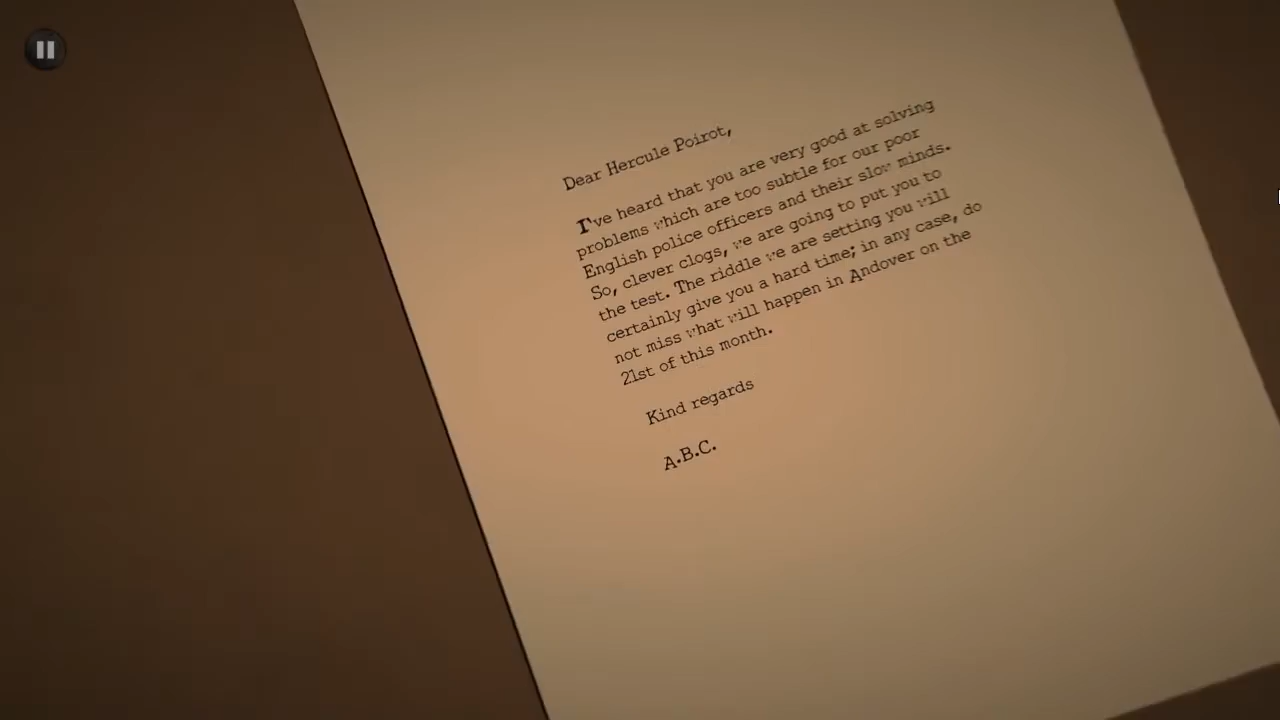 Dear Hercule Poirot,
I've heard that you are very good at solving
problems which are too subtle for our poor
English police officers and their slow minds.
So, clever clogs, we are going to put you to
the test. The riddle we are setting you will
certainly give you a hard time; in any case, do
not miss what will happen in Andover on the
21st of this month.
Kind regards
A.B.C.